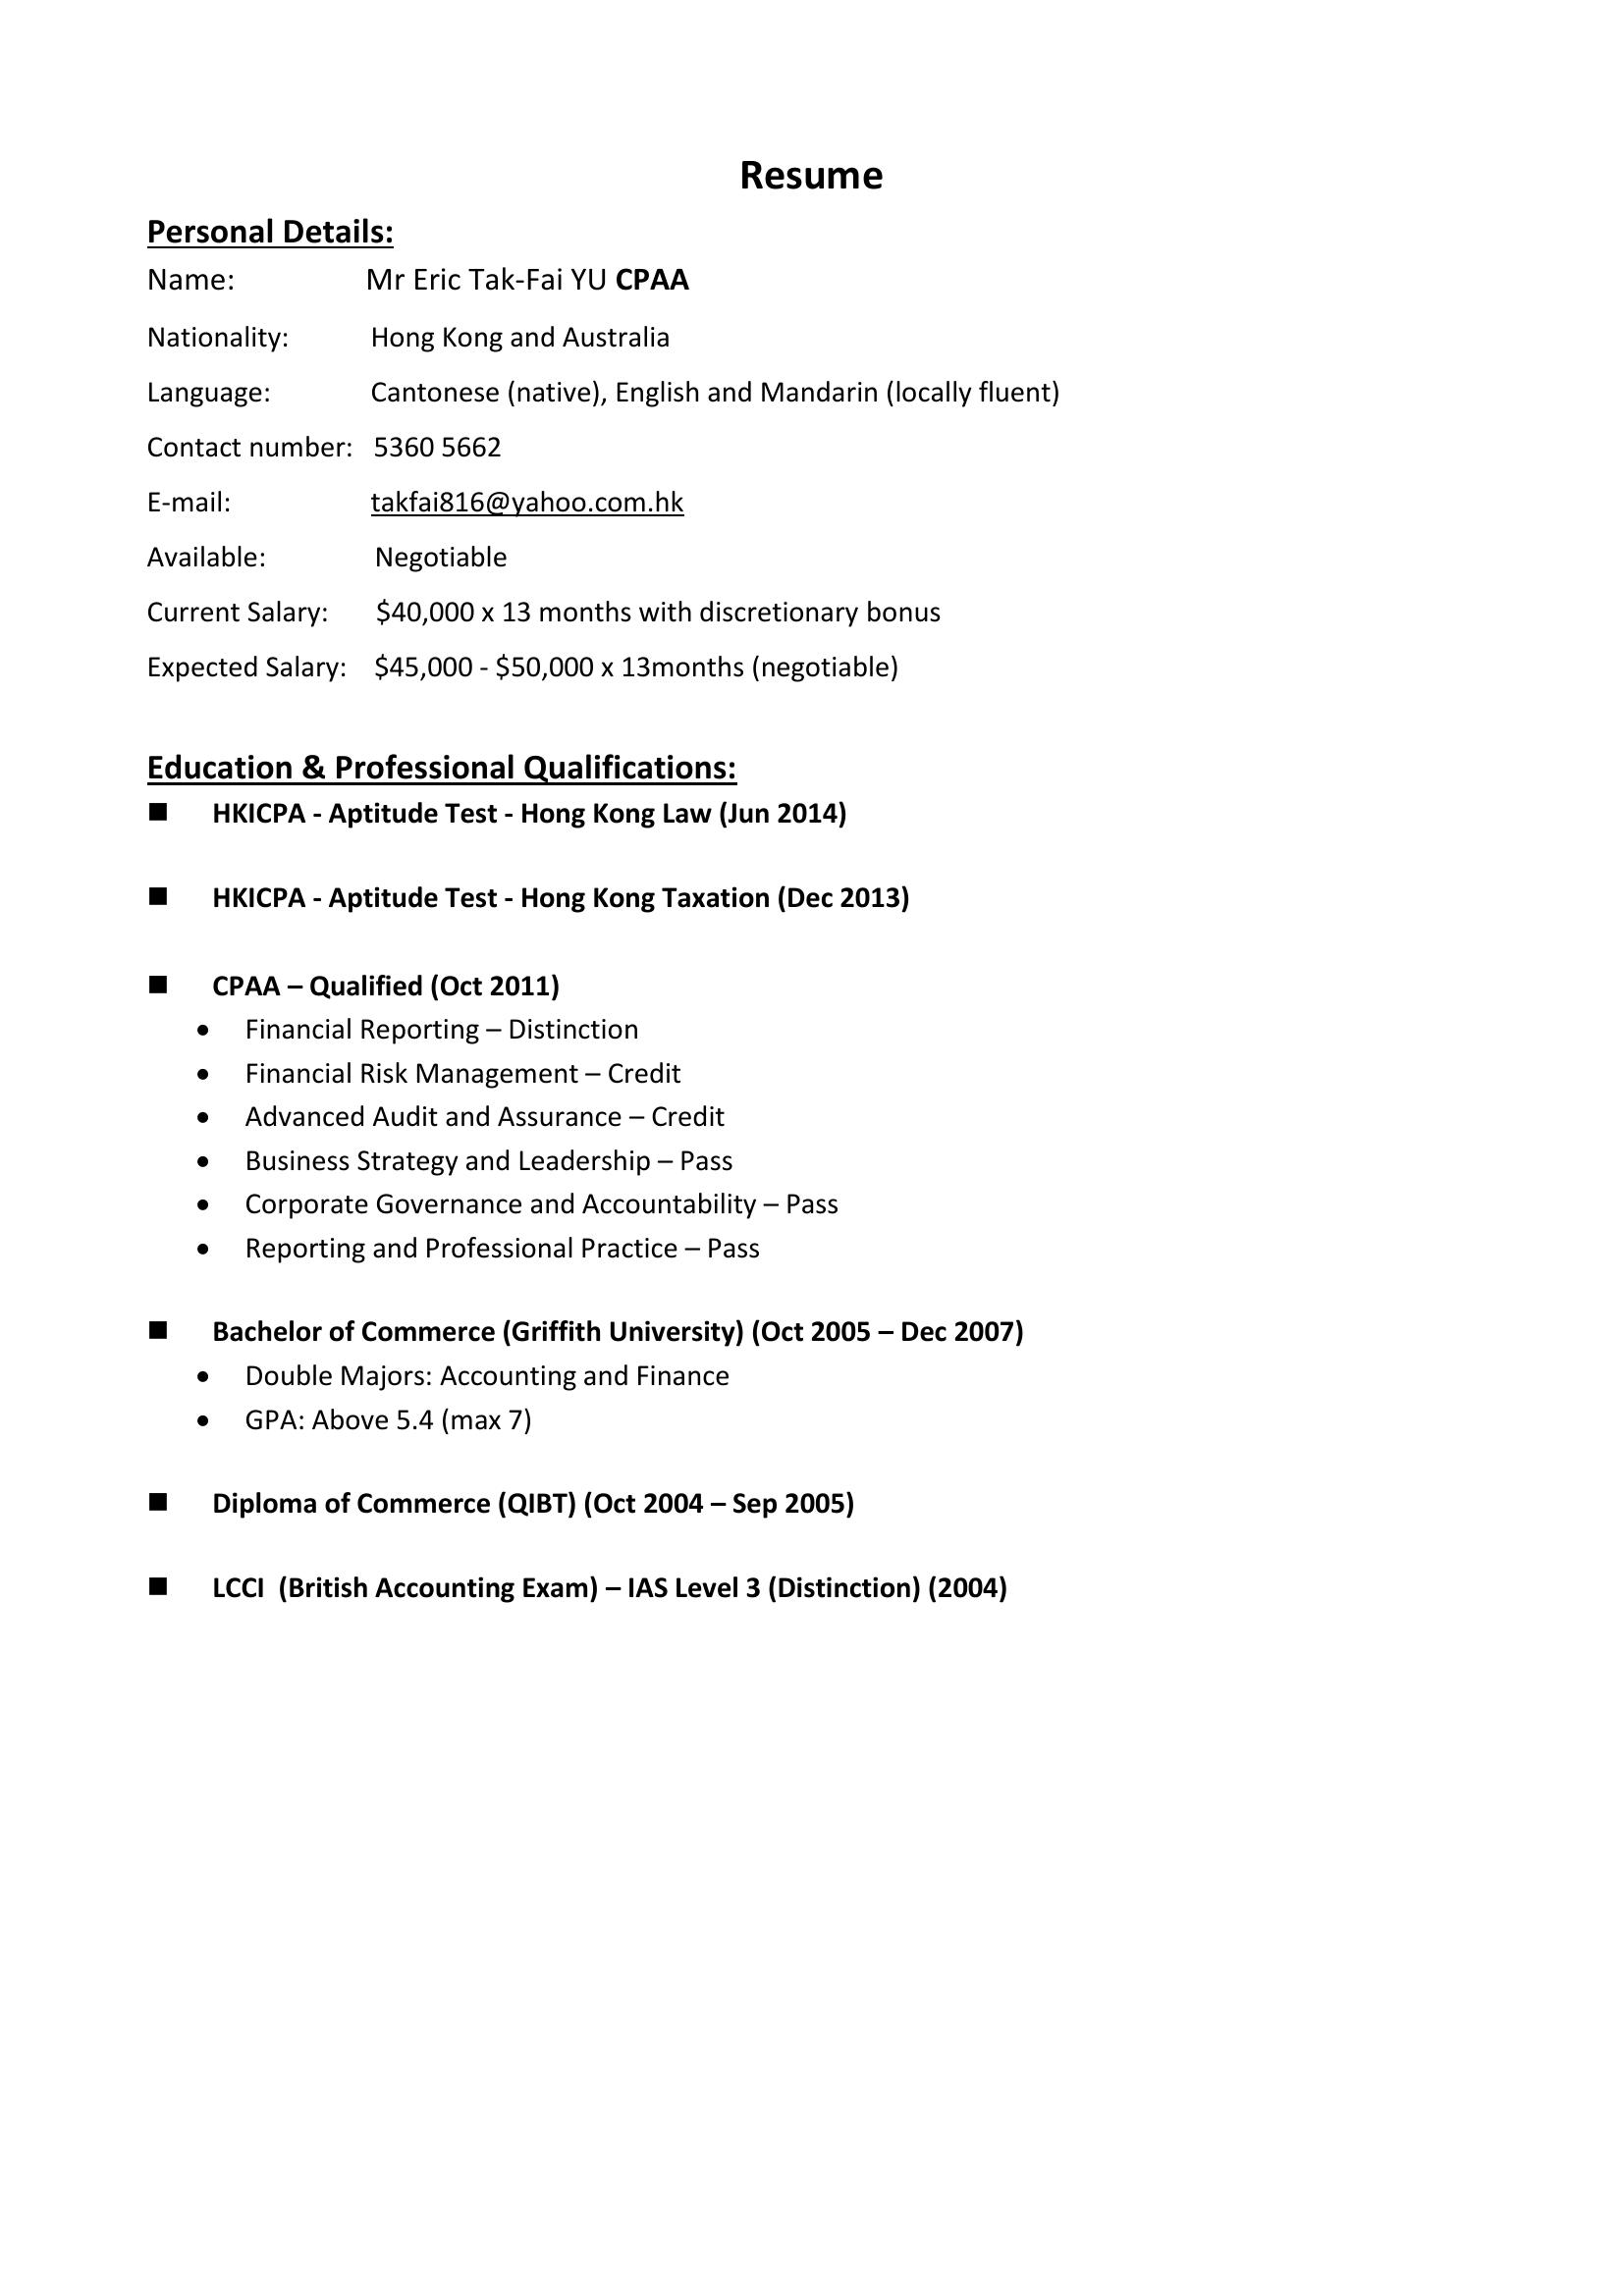 Resume
Personal Details:
Name: Mr Eric Tak-Fai YU CPAA
Nationality: Hong Kong and Australia
Language: Cantonese (native), English and Mandarin (locally fluent)
Contact number: 5360 5662
E-mail: takfai816@yahoo.com.hk
Available: Negotiable
Current Salary: $40,000 x 13 months with discretionary bonus
Expected Salary: $45,000 - $50,000 x 13months (negotiable)
Education & Professional Qualifications:
■ HKICPA - Aptitude Test - Hong Kong Law (Jun 2014)
■ HKICPA - Aptitude Test - Hong Kong Taxation (Dec 2013)
■ CPAA – Qualified (Oct 2011)
• Financial Reporting – Distinction
• Financial Risk Management – Credit
• Advanced Audit and Assurance – Credit
• Business Strategy and Leadership – Pass
• Corporate Governance and Accountability – Pass
• Reporting and Professional Practice – Pass
■ Bachelor of Commerce (Griffith University) (Oct 2005 – Dec 2007)
• Double Majors: Accounting and Finance
• GPA: Above 5.4 (max 7)
■ Diploma of Commerce (QIBT) (Oct 2004 – Sep 2005)
■ LCCI (British Accounting Exam) – IAS Level 3 (Distinction) (2004)